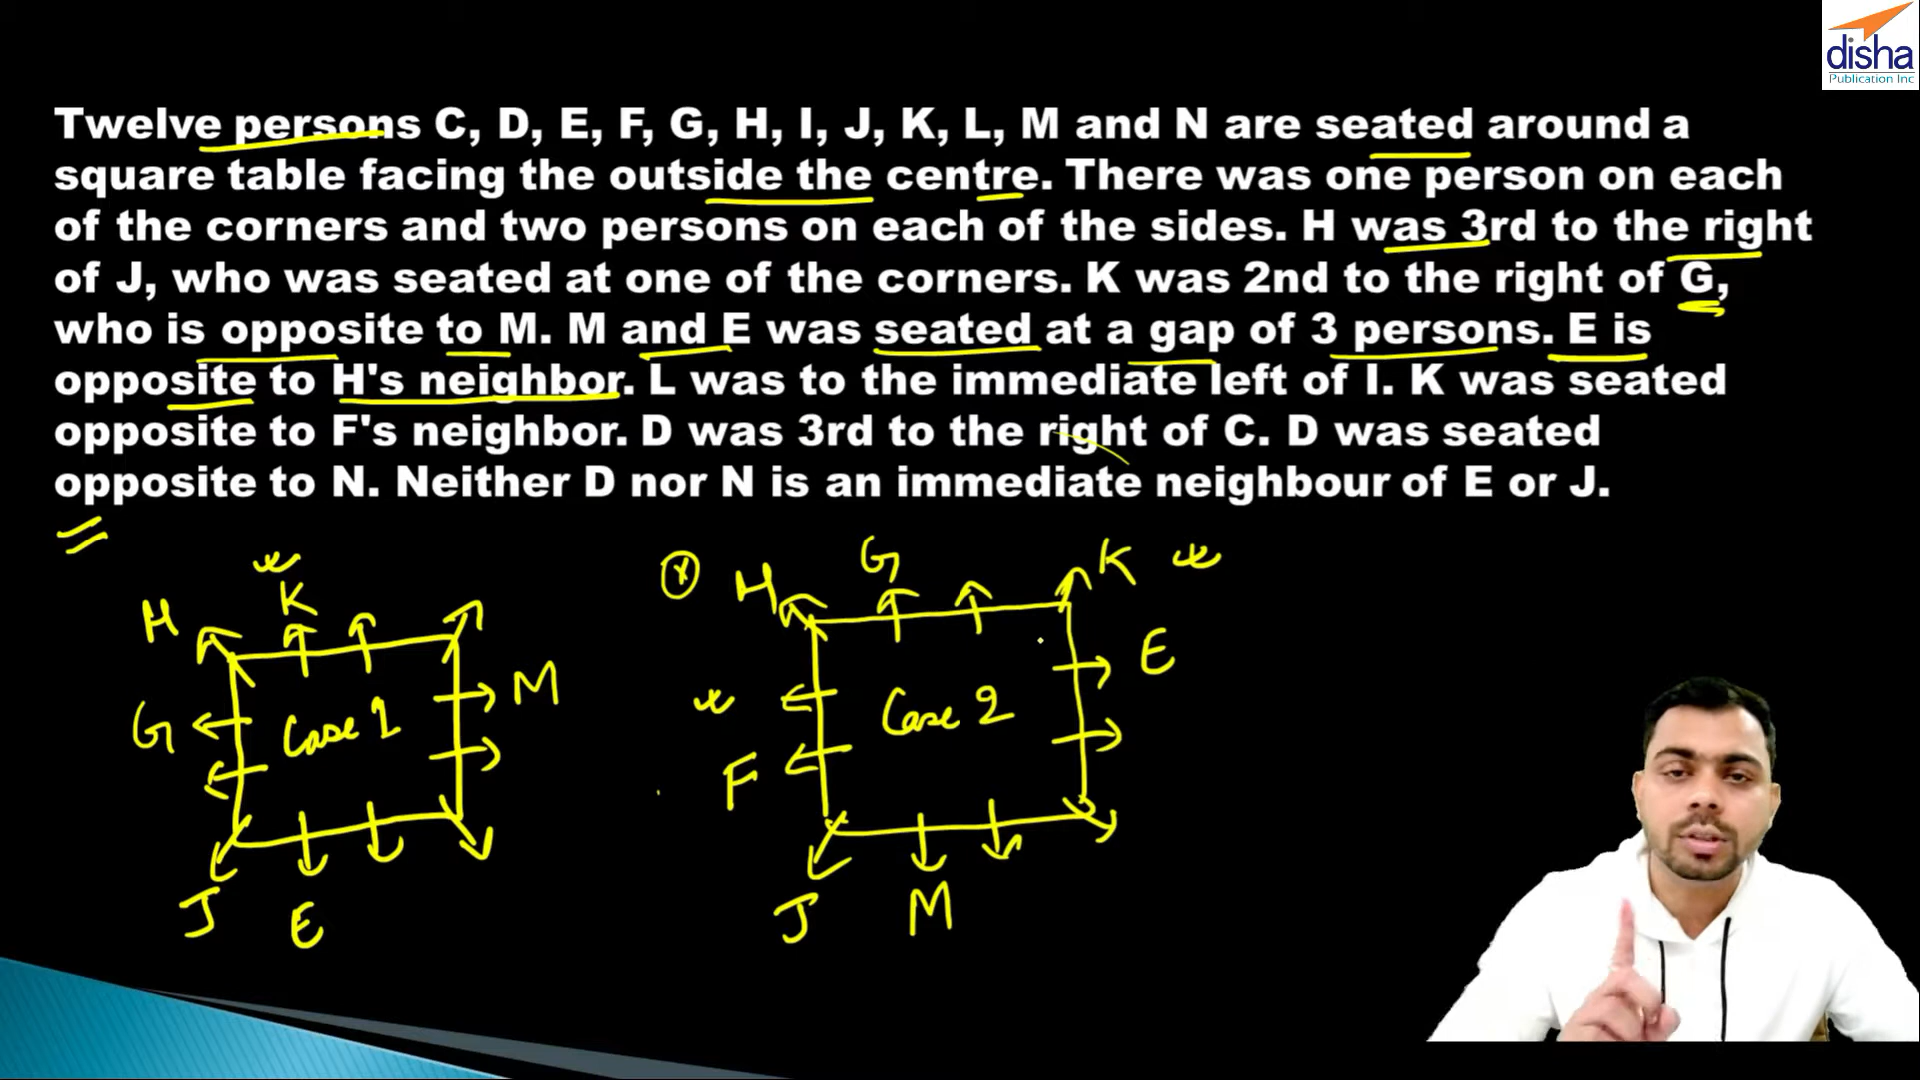 disha
Publication Inc
Twelve persons C, D, E, F, G, H, I, J, K, L, M and N are seated around a
square table facing the outside the centre. There was one person on each
of the corners and two persons on each of the sides. H was 3rd to the right
of J, who was seated at one of the corners. K was 2nd to the right of G,
who is opposite to M. M and E was seated at a gap of 3 persons. E is
opposite to H's neighbor. L was to the immediate left of I. K was seated
opposite to F's neighbor. D was 3rd to the right of C. D was seated
opposite to N. Neither D nor N is an immediate neighbour of E or J.
H K
G Case 1 M
J E
H G K
E
Case 2
F
J M